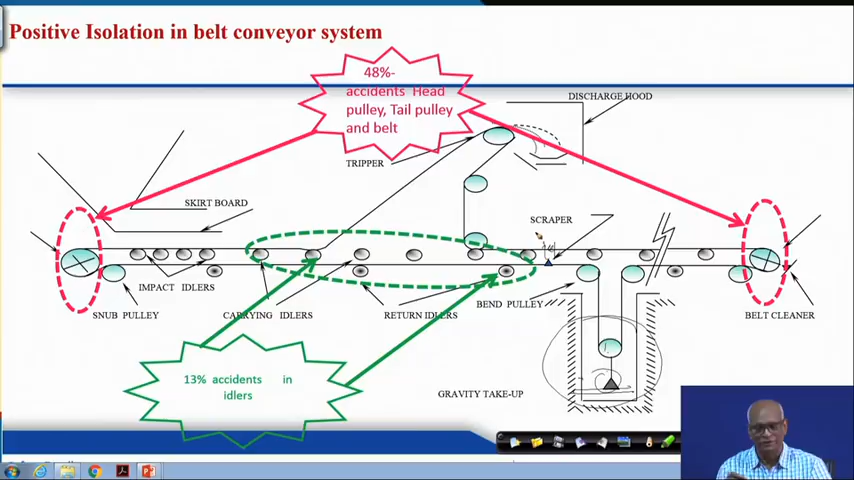 Positive Isolation in belt conveyor system
48%-
accidents Head
pulley, Tail pulley
and belt
DISCHARGE HOOD
TRIPPER
SKIRT BOARD
SCRAPER
IMPACT IDLERS
SNUB PULLEY
CARRYING IDLERS
RETURN IDLERS
BEND PULLEY
BELT CLEANER
13% accidents in
idlers
GRAVITY TAKE-UP